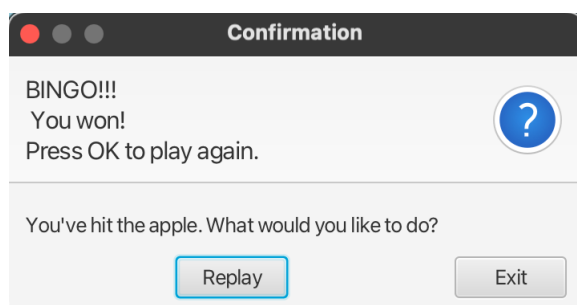 Confirmation
BINGO!!!
You won!
Press OK to play again.
?
You've hit the apple. What would you like to do?
Replay
Exit